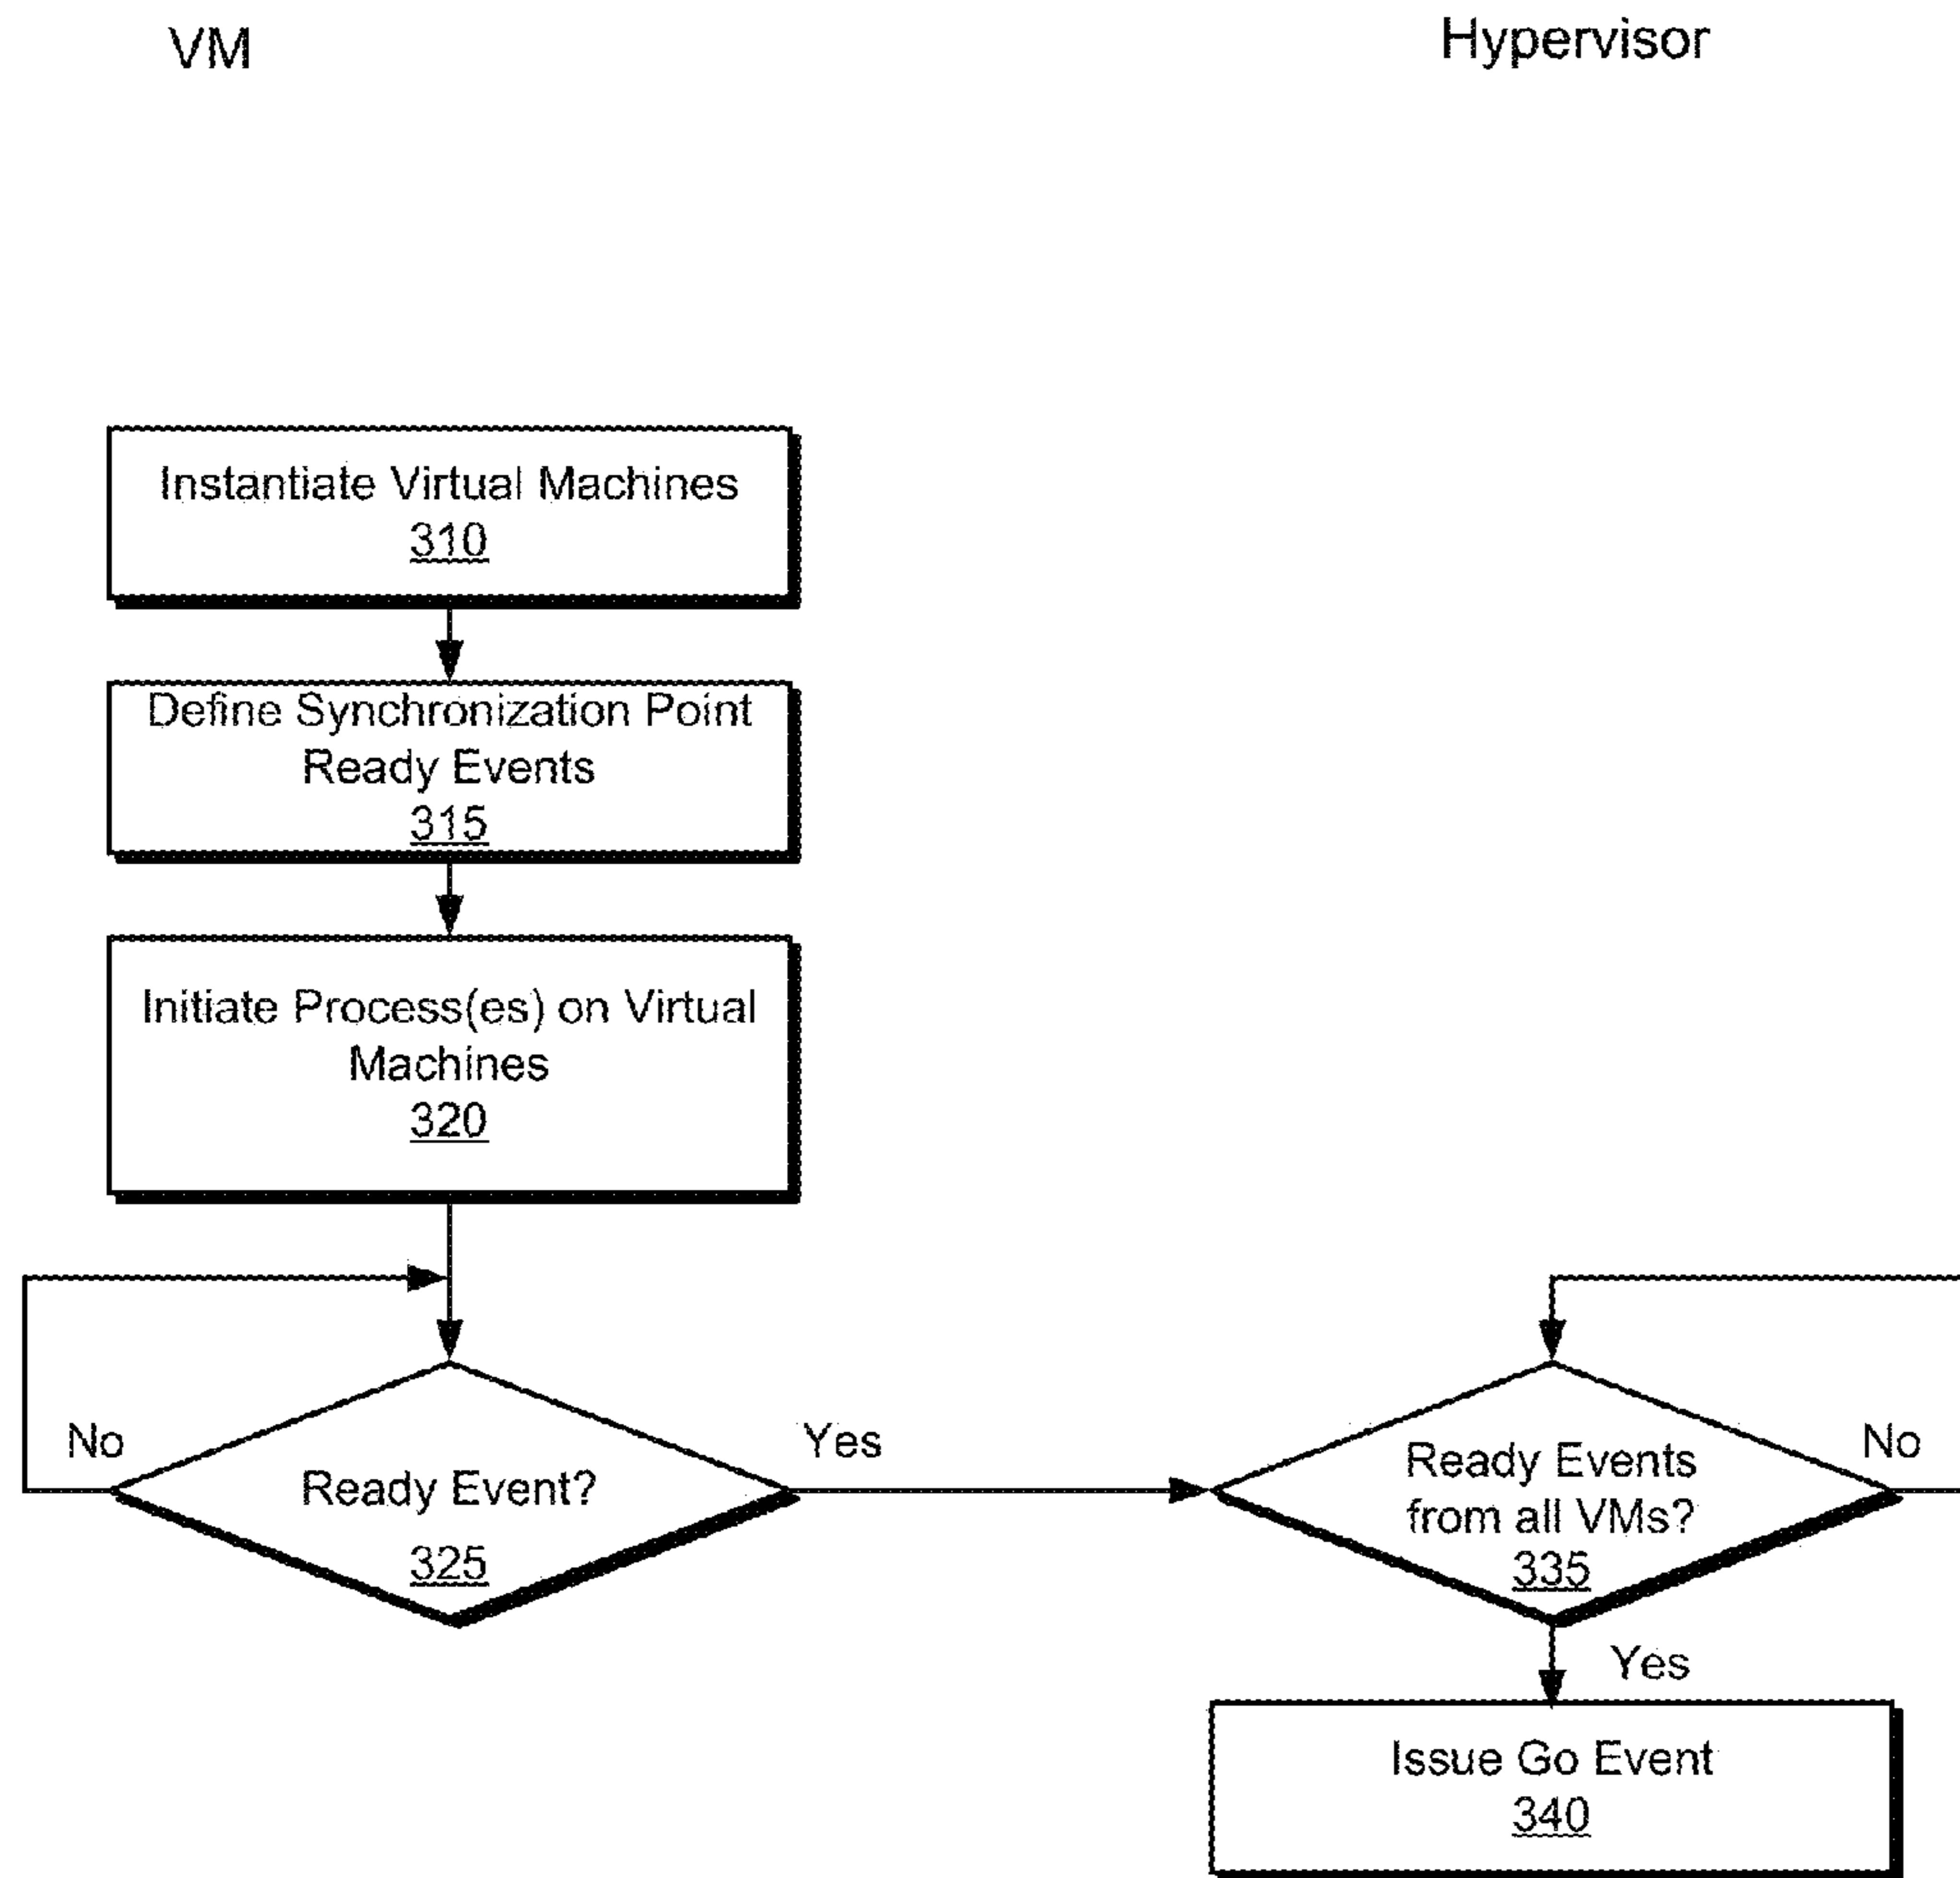 VM
Hypervisor
Instantiate Virtual Machines
310
Define Synchronization Point
Ready Events
315
Initiate Process(es) on Virtual
Machines
320
No
Ready Event?
325
Yes
Ready Events
from all VMs?
335
No
Yes
Issue Go Event
340